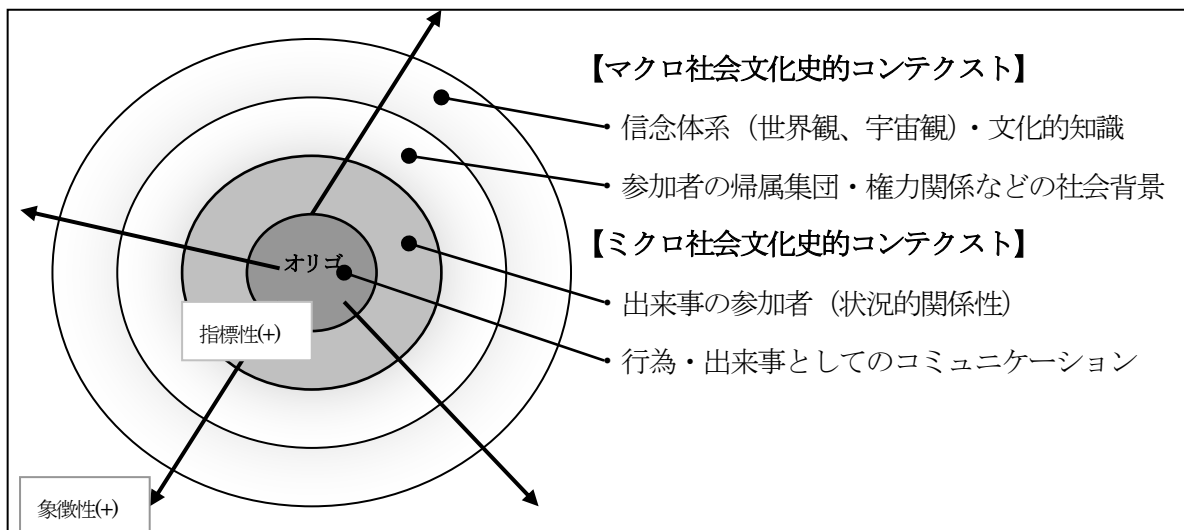 【マクロ社会文化史的コンテクスト】
・信念体系（世界観、宇宙観）・文化的知識
・参加者の帰属集団・権力関係などの社会背景
【ミクロ社会文化史的コンテクスト】
オリゴ
・出来事の参加者（状況的関係性）
指標性(+)
・行為・出来事としてのコミュニケーション
象徴性(+)